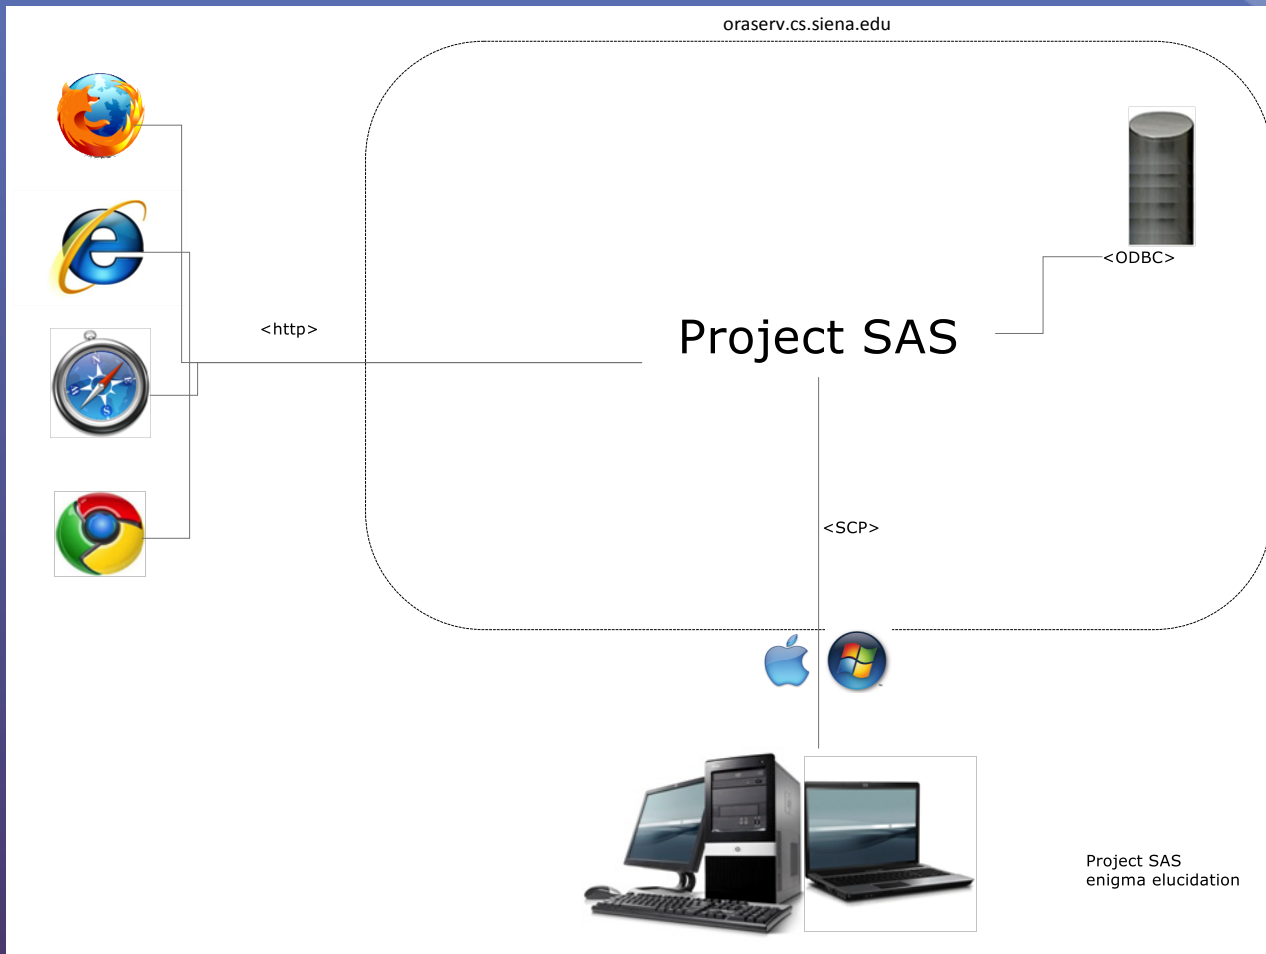 oraserv.cs.siena.edu
<ODBC>
<http>
Project SAS
<SCP>
Project SAS
enigma elucidation